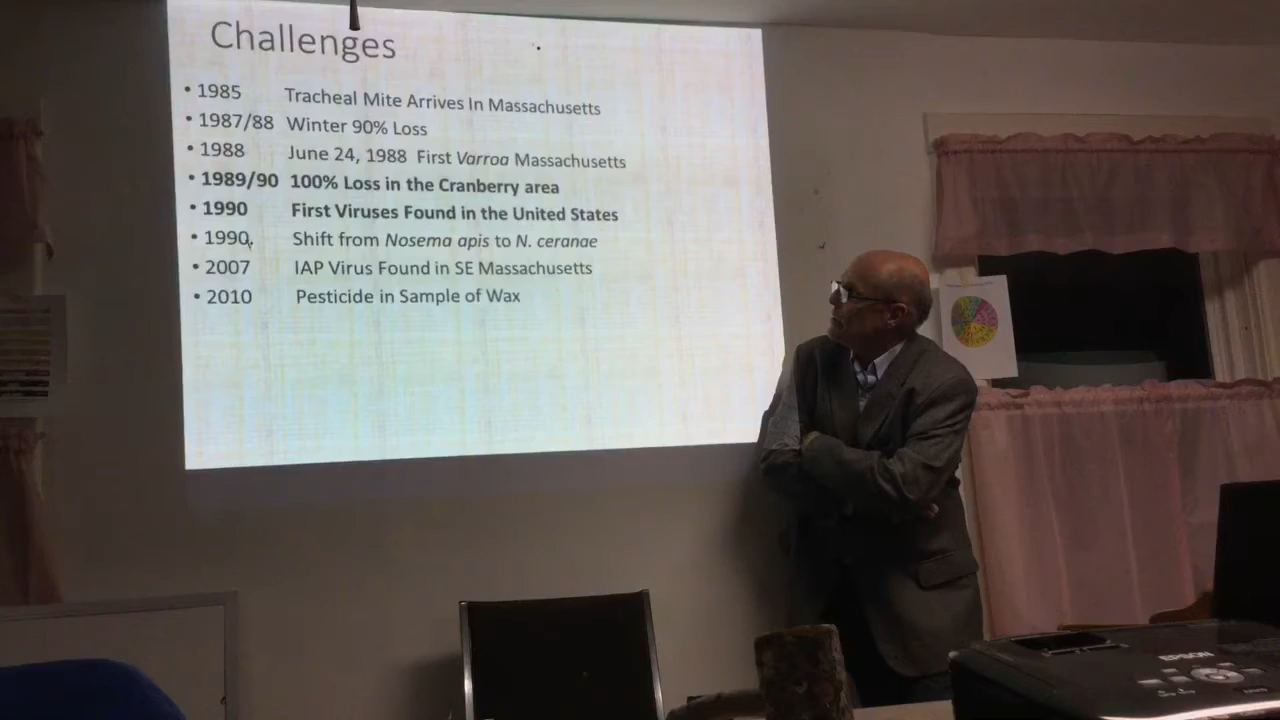 Challenges
• 1985 Tracheal Mite Arrives In Massachusetts
• 1987/88 Winter 90% Loss
• 1988 June 24, 1988 First Varroa Massachusetts
• 1989/90 100% Loss in the Cranberry area
• 1990 First Viruses Found in the United States
• 1990 Shift from Nosema apis to N. ceranae
• 2007 IAP Virus Found in SE Massachusetts
• 2010 Pesticide in Sample of Wax
EPSON